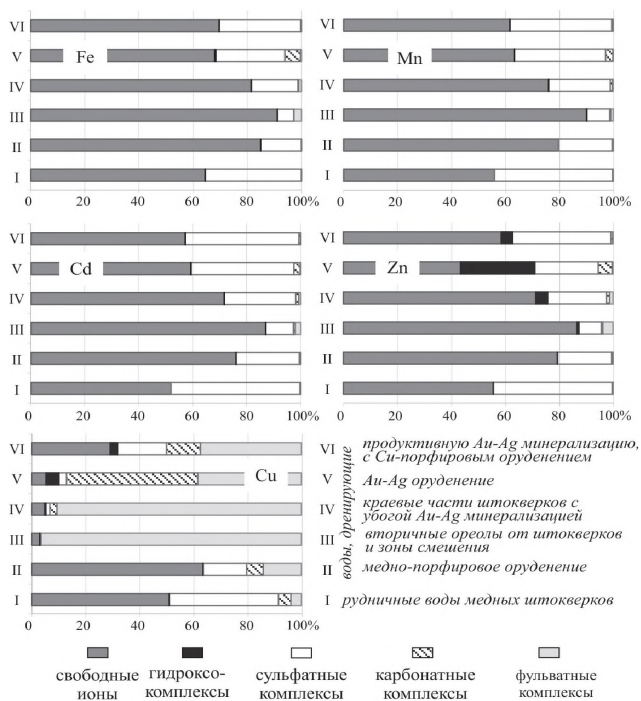 VI
V Fe
IV
III
II
I
0 20 40 60 80 100%
VI
V Mn
IV
III
II
I
0 20 40 60 80 100%
VI
V Cd
IV
III
II
I
0 20 40 60 80 100%
VI
V Zn
IV
III
II
I
0 20 40 60 80 100%
VI
V Cu
IV
III
II
I
0 20 40 60 80 100%
воды, дренирующие
VI продуктивную Au-Ag минерализацию,
с Cu-порфировым оруденением
V Au-Ag оруденение
IV краевые части штокверков с
убогой Au-Ag минерализацией
III вторичные ореолы от штокверков
и зоны смешения
II медно-порфировое оруденение
I рудничные воды медных штокверков
свободные
ионы
гидроксо-
комплексы
сульфатные
комплексы
карбонатные
комплексы
фульватные
комплексы